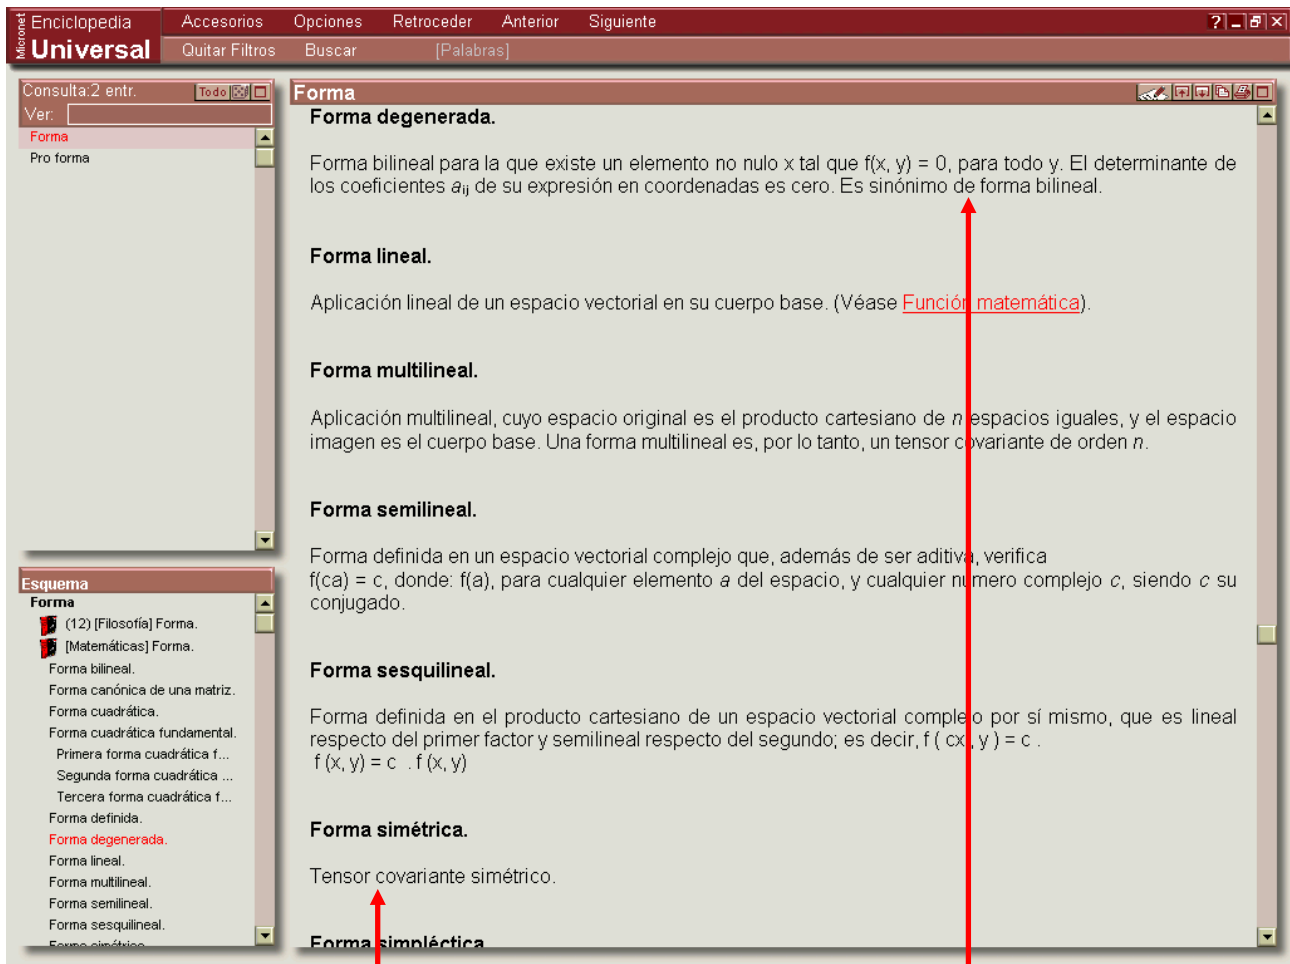 Micronet
Enciclopedia
Universal
Accesorios Opciones Retroceder Anterior Siguiente
Quitar Filtros Buscar [Palabras]
Consulta:2 entr. Todo
Ver:
Forma
Pro forma
Esquema
Forma
(12) [Filosofía] Forma.
[Matemáticas] Forma.
Forma bilineal.
Forma canónica de una matriz.
Forma cuadrática.
Forma cuadrática fundamental.
Primera forma cuadrática f...
Segunda forma cuadrática ...
Tercera forma cuadrática f...
Forma definida.
Forma degenerada.
Forma lineal.
Forma multilineal.
Forma semilineal.
Forma sesquilineal.
Forma simétrica.
Forma
Forma degenerada.
Forma bilineal para la que existe un elemento no nulo x tal que f(x, y) = 0, para todo y. El determinante de
los coeficientes aij de su expresión en coordenadas es cero. Es sinónimo de forma bilineal.
Forma lineal.
Aplicación lineal de un espacio vectorial en su cuerpo base. (Véase Función matemática).
Forma multilineal.
Aplicación multilineal, cuyo espacio original es el producto cartesiano de n espacios iguales, y el espacio
imagen es el cuerpo base. Una forma multilineal es, por lo tanto, un tensor covariante de orden n.
Forma semilineal.
Forma definida en un espacio vectorial complejo que, además de ser aditiva, verifica
f(ca) = c, donde: f(a), para cualquier elemento a del espacio, y cualquier número complejo c, siendo c su
conjugado.
Forma sesquilineal.
Forma definida en el producto cartesiano de un espacio vectorial complejo por sí mismo, que es lineal
respecto del primer factor y semilineal respecto del segundo; es decir, f ( cx, y ) = c .
f (x, y) = c . f (x, y)
Forma simétrica.
Tensor covariante simétrico.
Forma simpléctica